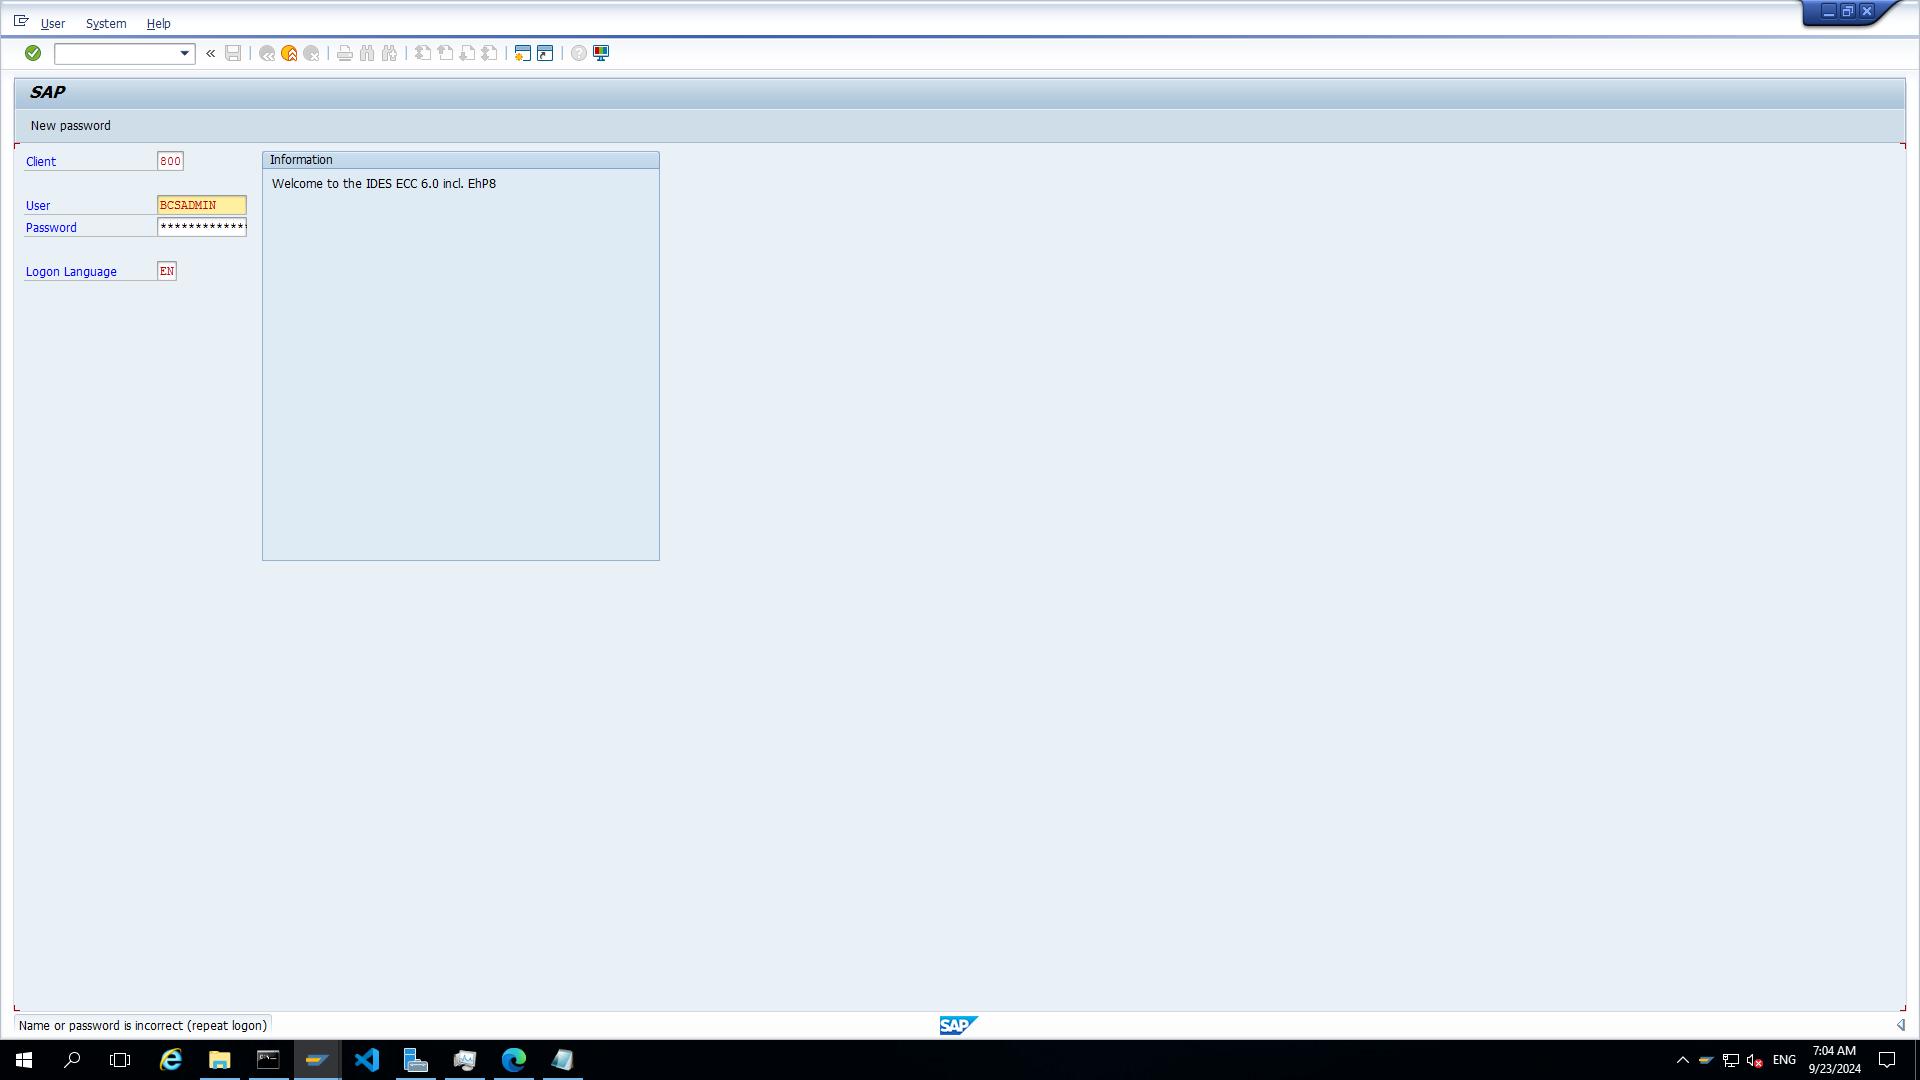 User System Help
SAP
New password
Client 800
Information
Welcome to the IDES ECC 6.0 incl. EhP8
User BCSADMIN
Password *************
Logon Language EN
Name or password is incorrect (repeat logon)
SAP
ENG
7:04 AM
9/23/2024